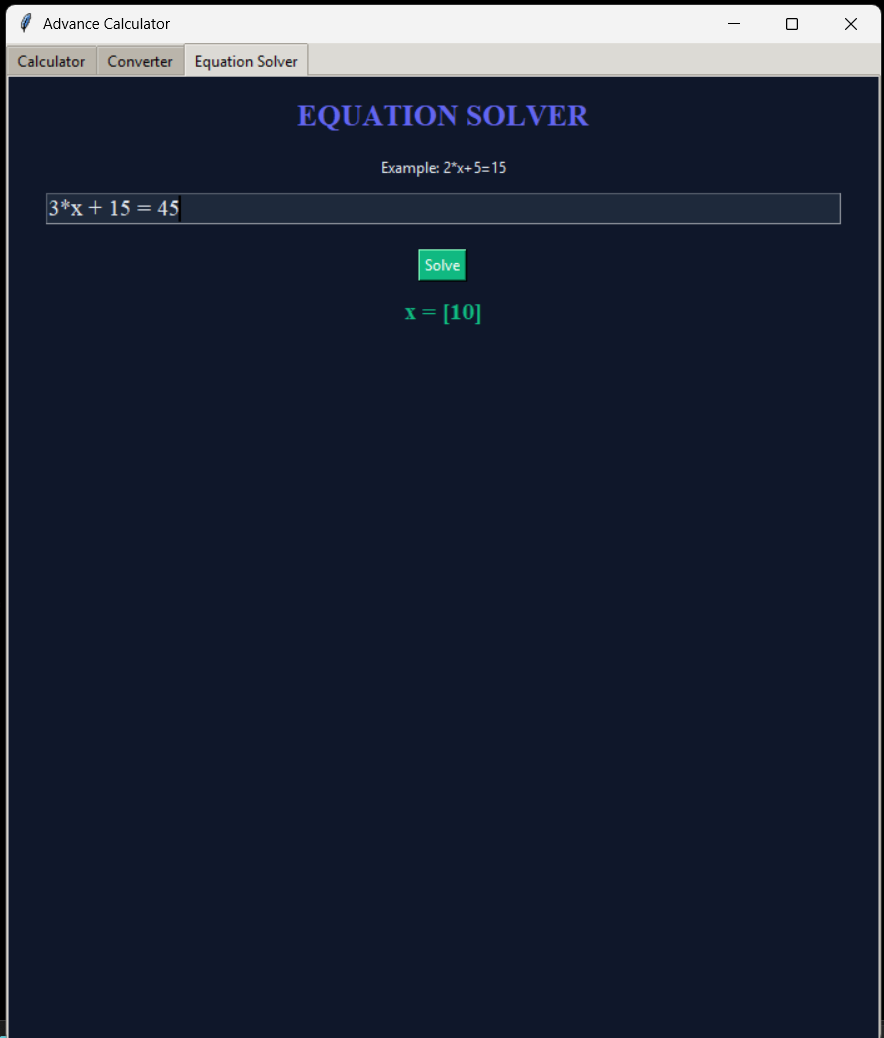 Advance Calculator
Calculator Converter Equation Solver
EQUATION SOLVER
Example: 2*x+5=15
3*x + 15 = 45
Solve
x = [10]